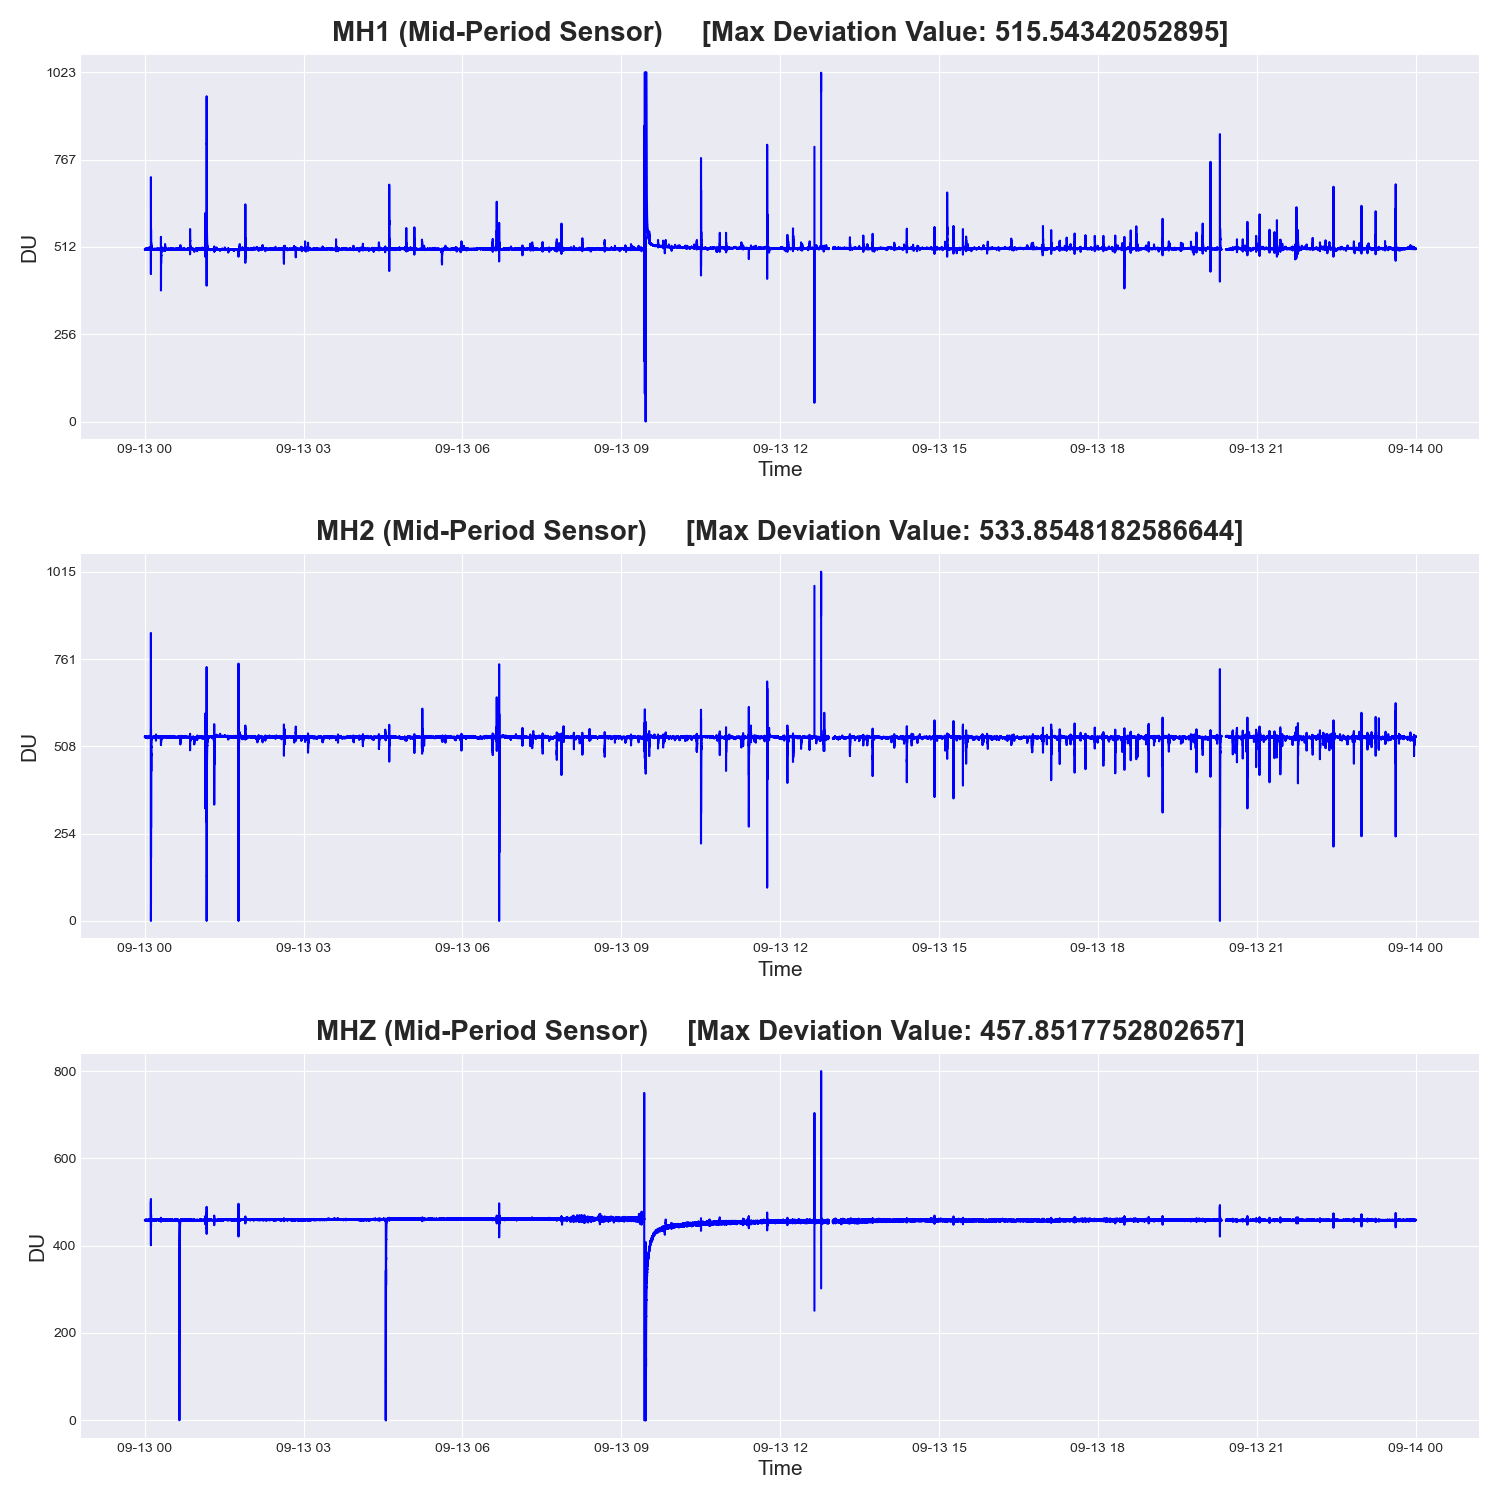 MH1 (Mid-Period Sensor) [Max Deviation Value: 515.54342052895]
1023
767
512
256
0
DU
09-13 00 09-13 03 09-13 06 09-13 09 09-13 12 09-13 15 09-13 18 09-13 21 09-14 00
Time
MH2 (Mid-Period Sensor) [Max Deviation Value: 533.8548182586644]
1015
761
508
254
0
DU
09-13 00 09-13 03 09-13 06 09-13 09 09-13 12 09-13 15 09-13 18 09-13 21 09-14 00
Time
MHZ (Mid-Period Sensor) [Max Deviation Value: 457.8517752802657]
800
600
400
200
0
DU
09-13 00 09-13 03 09-13 06 09-13 09 09-13 12 09-13 15 09-13 18 09-13 21 09-14 00
Time